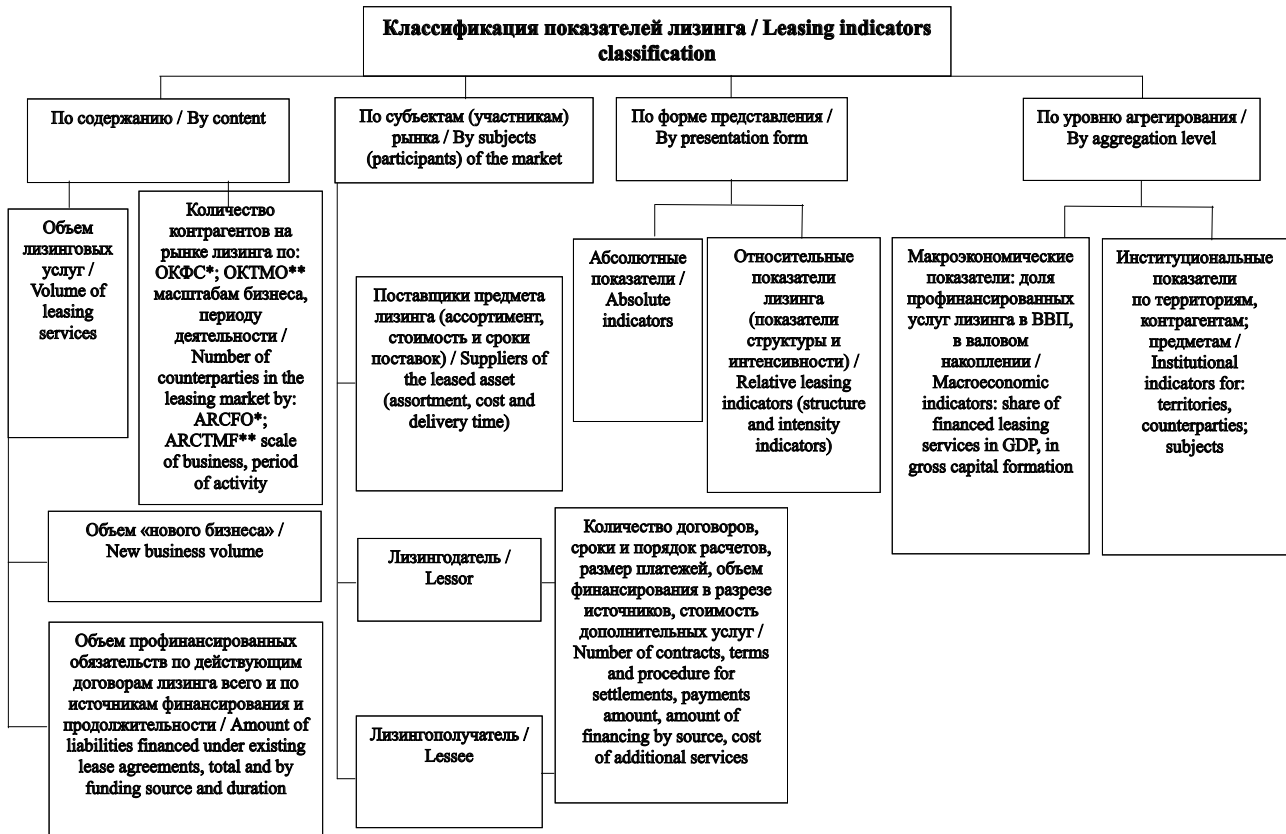 Классификация показателей лизинга / Leasing indicators
classification
По содержанию / By content
По субъектам (участникам)
рынка / By subjects
(participants) of the market
По форме представления /
By presentation form
По уровню агрегирования /
By aggregation level
Объем
лизинговых
услуг /
Volume of
leasing
services
Количество
контрагентов на
рынке лизинга по:
ОКФС*; ОКТМО**
масштабам бизнеса,
периоду
деятельности /
Number of
counterparties in the
leasing market by:
ARCFO*;
ARCTMF** scale
of business, period
of activity
Объем «нового бизнеса» /
New business volume
Объем профинансированных
обязательств по действующим
договорам лизинга всего и по
источникам финансирования и
продолжительности / Amount of
liabilities financed under existing
lease agreements, total and by
funding source and duration
Поставщики предмета
лизинга (ассортимент,
стоимость и сроки
поставок) / Suppliers of
the leased asset
(assortment, cost and
delivery time)
Лизингодатель /
Lessor
Лизингополучатель /
Lessee
Количество договоров,
сроки и порядок расчетов,
размер платежей, объем
финансирования в разрезе
источников, стоимость
дополнительных услуг /
Number of contracts, terms
and procedure for
settlements, payments
amount, amount of
financing by source, cost
of additional services
Абсолютные
показатели /
Absolute
indicators
Относительные
показатели
лизинга
(показатели
структуры и
интенсивности) /
Relative leasing
indicators (structure
and intensity
indicators)
Макроэкономические
показатели: доля
профинансированных
услуг лизинга в ВВП,
в валовом
накоплении /
Macroeconomic
indicators: share of
financed leasing
services in GDP, in
gross capital formation
Институциональные
показатели
по территориям,
контрагентам;
предметам /
Institutional
indicators for:
territories,
counterparties;
subjects